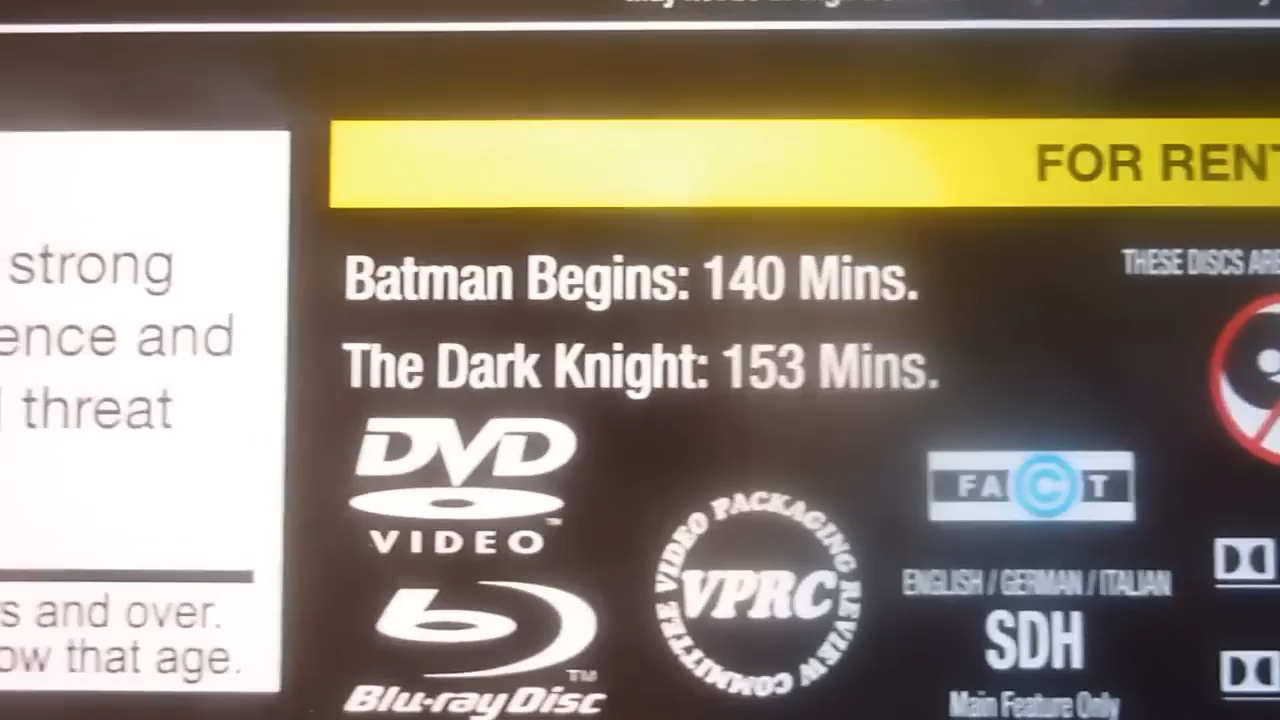 FOR RENT
strong
ence and
threat
s and over.
ow that age.
Batman Begins: 140 Mins.
The Dark Knight: 153 Mins.
DVD
VIDEO™
Blu-ray Disc™
VIDEO PACKAGING REVIEW COMMITTEE
VPRC
THESE DISCS ARE
FACT
ENGLISH / GERMAN / ITALIAN
SDH
Main Feature Only